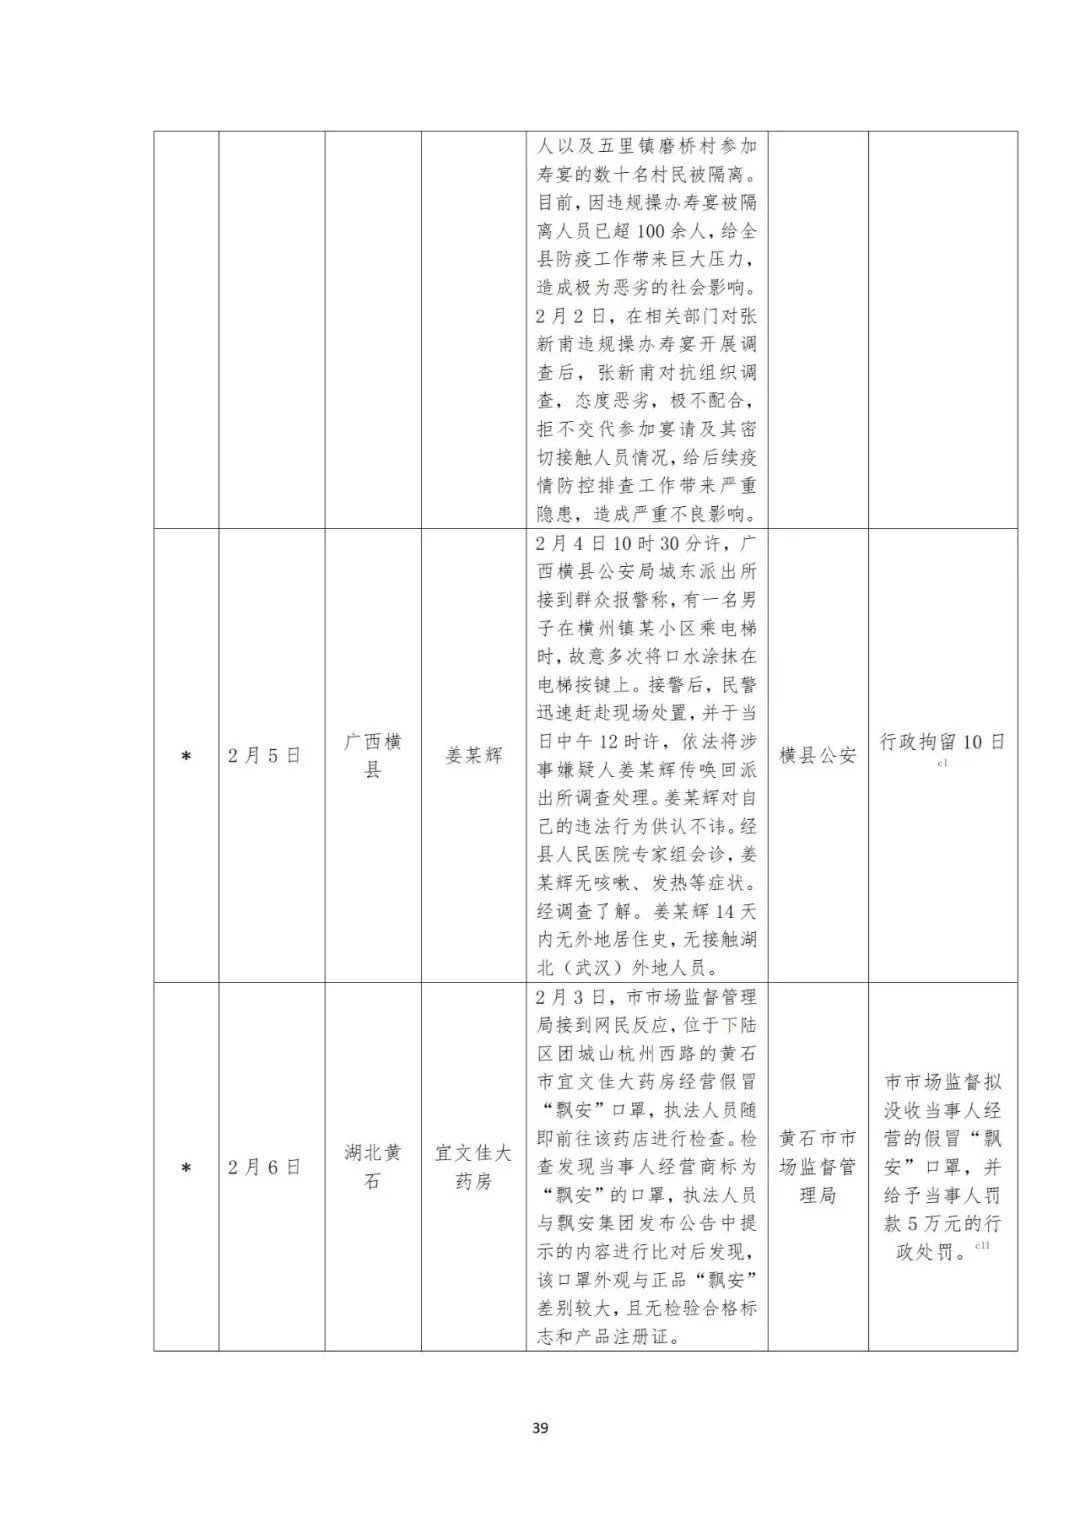 人以及五里镇磨桥村参加
寿宴的数十名村民被隔离。
目前，因违规操办寿宴被隔
离人员已超 100 余人，给全
县防疫工作带来巨大压力，
造成极为恶劣的社会影响。
2 月 2 日，在相关部门对张
新甫违规操办寿宴开展调
查后，张新甫对抗组织调
查，态度恶劣，极不配合，
拒不交代参加宴请及其密
切接触人员情况，给后续疫
情防控排查工作带来严重
隐患，造成严重不良影响。
*
2 月 5 日
广西横
县
姜某辉
2 月 4 日 10 时 30 分许，广
西横县公安局城东派出所
接到群众报警称，有一名男
子在横州镇某小区乘电梯
时，故意多次将口水涂抹在
电梯按键上。接警后，民警
迅速赶赴现场处置，并于当
日中午 12 时许，依法将涉
事嫌疑人姜某辉传唤回派
出所调查处理。姜某辉对自
己的违法行为供认不讳。经
县人民医院专家组会诊，姜
某辉无咳嗽、发热等症状。
经调查了解。姜某辉 14 天
内无外地居住史，无接触湖
北（武汉）外地人员。
横县公安
行政拘留 10 日
cl
*
2 月 6 日
湖北黄
石
宜文佳大
药房
2 月 3 日，市市场监督管理
局接到网民反应，位于下陆
区团城山杭州西路的黄石
市宜文佳大药房经营假冒
“飘安”口罩，执法人员随
即前往该药店进行检查。检
查发现当事人经营商标为
“飘安”的口罩，执法人员
与飘安集团发布公告中提
示的内容进行比对后发现，
该口罩外观与正品“飘安”
差别较大，且无检验合格标
志和产品注册证。
黄石市市
场监督管
理局
市市场监督拟
没收当事人经
营的假冒“飘
安”口罩，并
给予当事人罚
款 5 万元的行
政处罚。cli
39